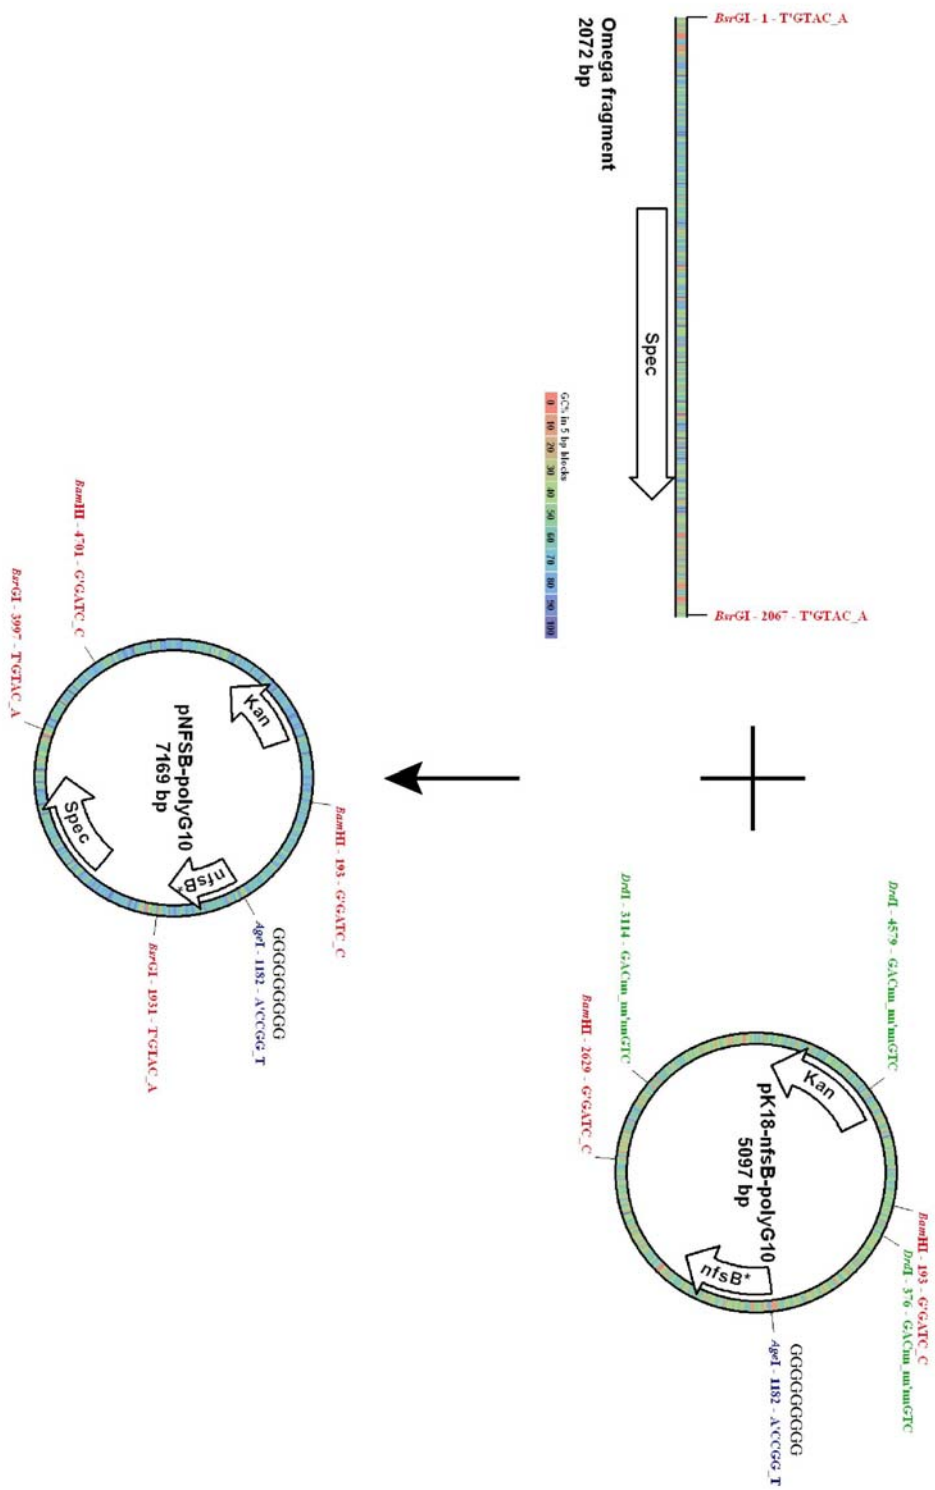 BsrGI - 1 - T'GTAC_A
Omega fragment
2072 bp
Spec
BsrGI - 2067 - T'GTAC_A
GC% in 5 bp blocks
0 10 20 30 40 50 60 70 80 90 100
DrdI - 4579 - GACnn_nn'nnGTC
BamHI - 193 - G'GATC_C
DrdI - 376 - GACnn_nn'nnGTC
Kan
pK18-nfsB-polyG10
5097 bp
nfsB*
GGGGGGGGG
AgeI - 1182 - A'CCGG_T
DrdI - 3114 - GACnn_nn'nnGTC
BamHI - 2629 - G'GATC_C
BamHI - 193 - G'GATC_C
Kan
pNFSB-polyG10
7169 bp
nfsB*
GGGGGGGGG
AgeI - 1182 - A'CCGG_T
BamHI - 4701 - G'GATC_C
Spec
BsrGI - 3997 - T'GTAC_A
BsrGI - 1931 - T'GTAC_A